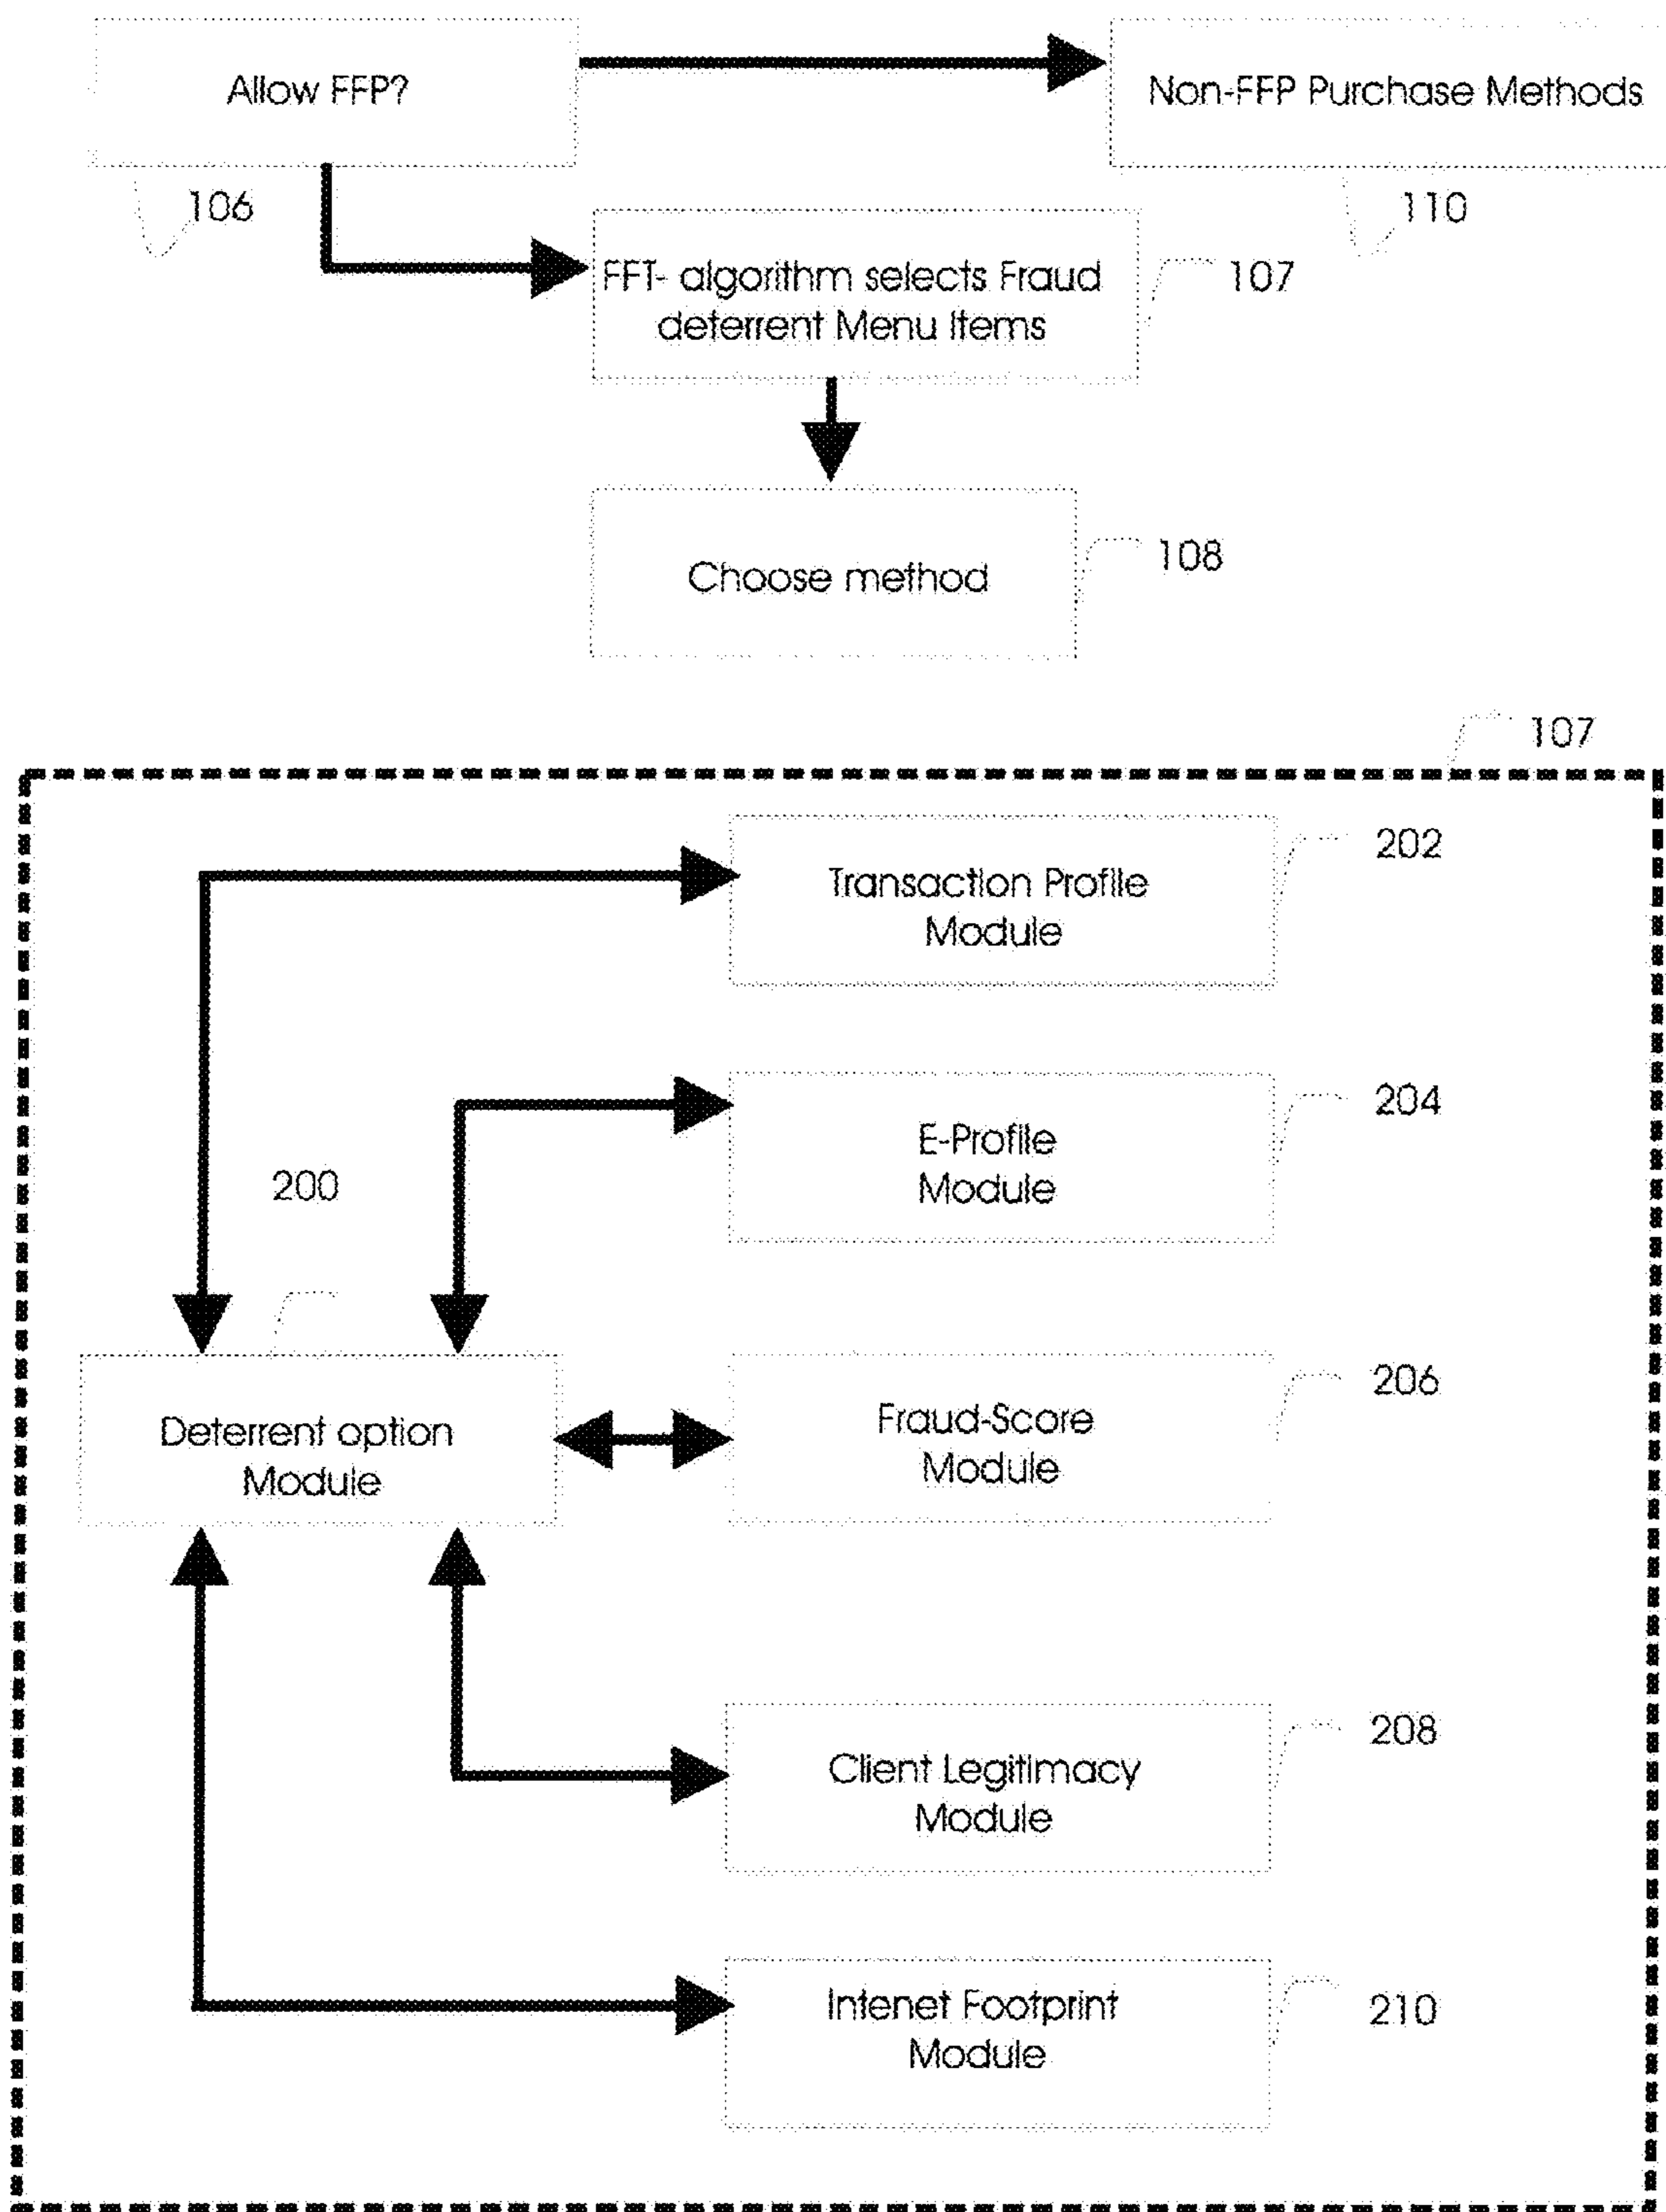 Allow FFP?
Non-FFP Purchase Methods
106
110
FFT- algorithm selects Fraud
deterrent Menu Items
107
Choose method
108
107
Transaction Profile
Module
202
E-Profile
Module
204
200
Deterrent option
Module
Fraud-Score
Module
206
Client Legitimacy
Module
208
Intenet Footprint
Module
210